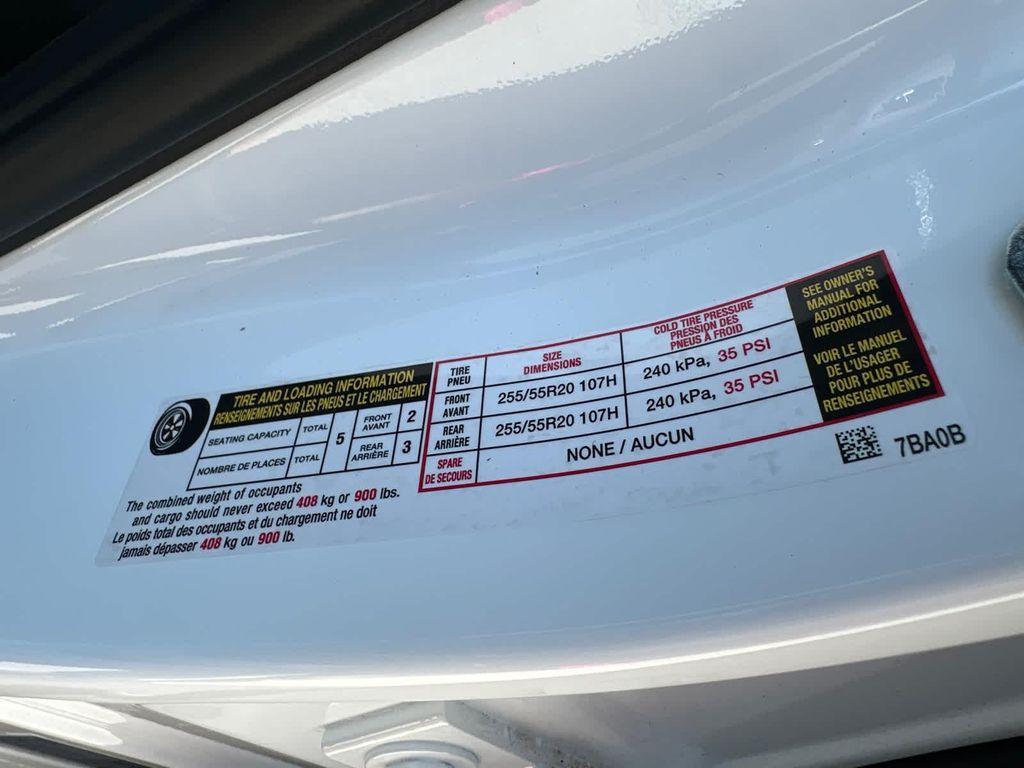 TIRE AND LOADING INFORMATION
RENSEIGNEMENTS SUR LES PNEUS ET LE CHARGEMENT
SEATING CAPACITY TOTAL 5 FRONT AVANT 2
NOMBRE DE PLACES TOTAL REAR ARRIÈRE 3
The combined weight of occupants
and cargo should never exceed 408 kg or 900 lbs.
Le poids total des occupants et du chargement ne doit
jamais dépasser 408 kg ou 900 lb.
TIRE PNEU SIZE DIMENSIONS COLD TIRE PRESSURE PRESSION DES PNEUS À FROID
FRONT AVANT 255/55R20 107H 240 kPa, 35 PSI
REAR ARRIÈRE 255/55R20 107H 240 kPa, 35 PSI
SPARE DE SECOURS NONE / AUCUN
SEE OWNER'S
MANUAL FOR
ADDITIONAL
INFORMATION
VOIR LE MANUEL
DE L'USAGER
POUR PLUS DE
RENSEIGNEMENTS
7BA0B